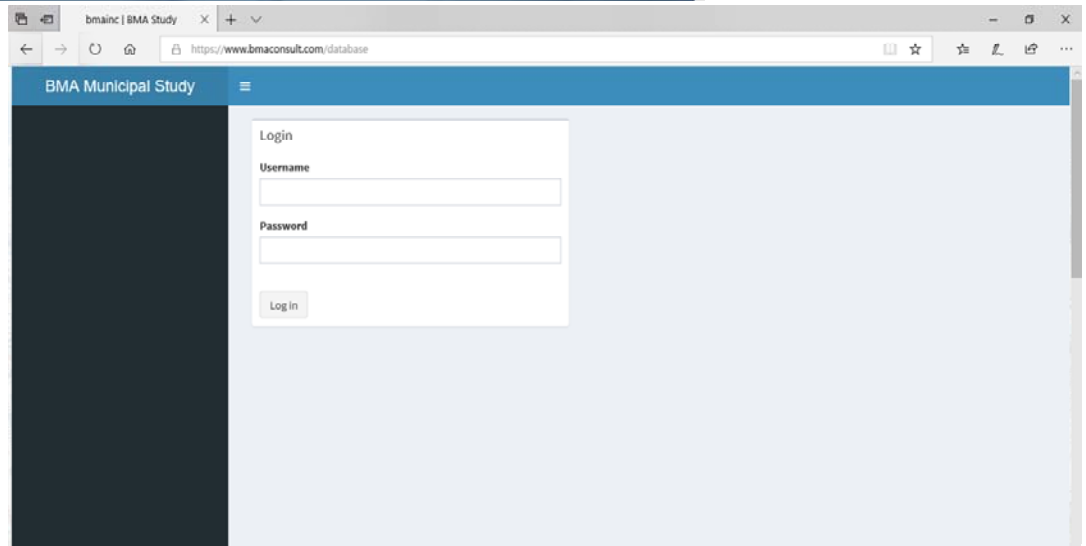 bmainc | BMA Study
https://www.bmaconsult.com/database
BMA Municipal Study
Login
Username
Password
Log in